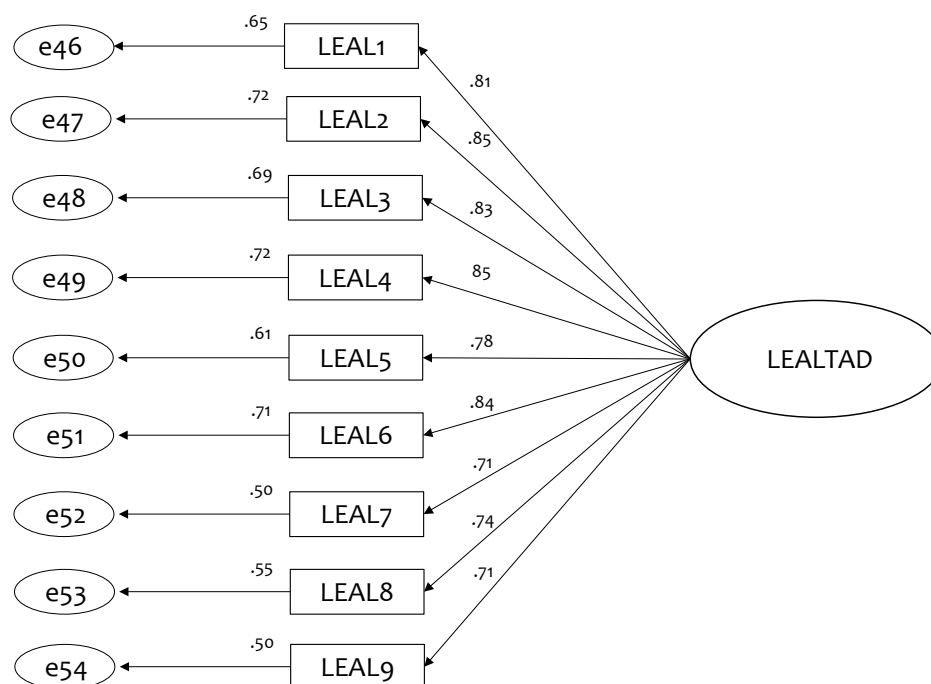 .65
e46
LEAL1
.81
.72
e47
LEAL2
.85
.69
e48
LEAL3
.83
.72
e49
LEAL4
85
.61
e50
LEAL5
.78
LEALTAD
.71
e51
LEAL6
.84
.50
e52
LEAL7
.71
.55
e53
LEAL8
.74
.50
e54
LEAL9
.71